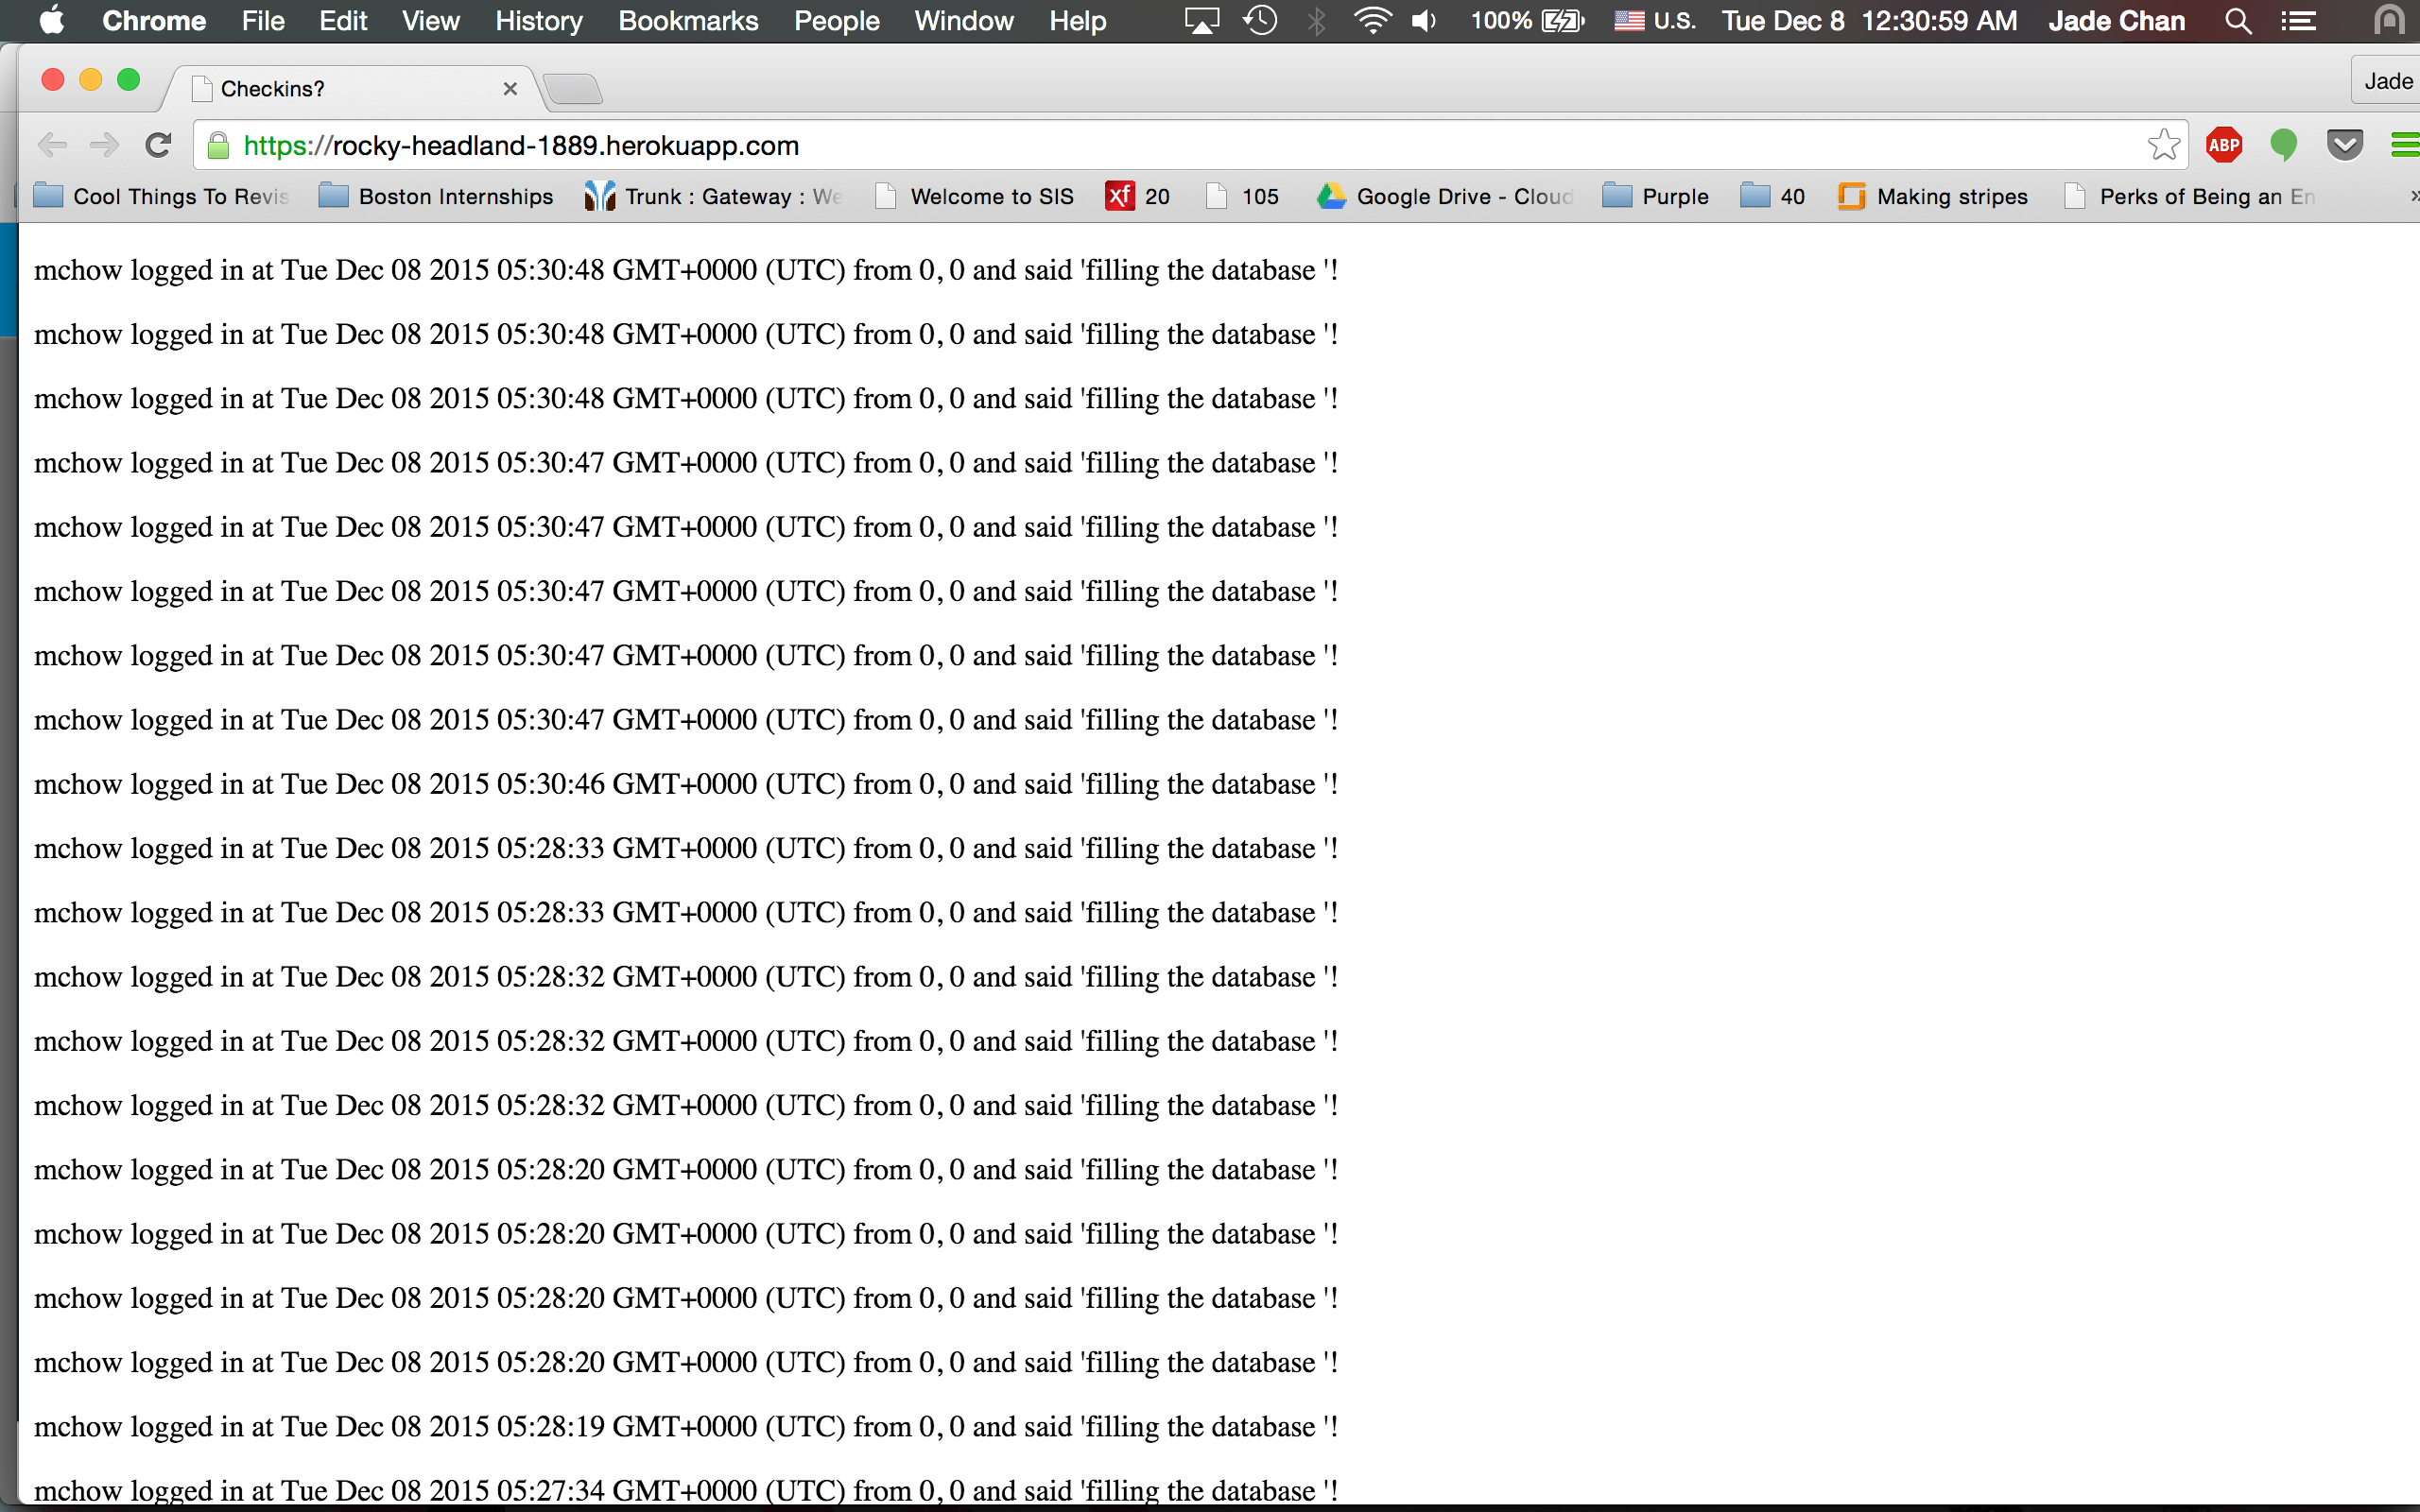 Chrome File Edit View History Bookmarks People Window Help 100% U.S. Tue Dec 8 12:30:59 AM Jade Chan
Checkins? Jade
https://rocky-headland-1889.herokuapp.com ABP
Cool Things To Revis Boston Internships Trunk : Gateway : We Welcome to SIS xf 20 105 Google Drive - Cloud Purple 40 Making stripes Perks of Being an En »
mchow logged in at Tue Dec 08 2015 05:30:48 GMT+0000 (UTC) from 0, 0 and said 'filling the database '!
mchow logged in at Tue Dec 08 2015 05:30:48 GMT+0000 (UTC) from 0, 0 and said 'filling the database '!
mchow logged in at Tue Dec 08 2015 05:30:48 GMT+0000 (UTC) from 0, 0 and said 'filling the database '!
mchow logged in at Tue Dec 08 2015 05:30:47 GMT+0000 (UTC) from 0, 0 and said 'filling the database '!
mchow logged in at Tue Dec 08 2015 05:30:47 GMT+0000 (UTC) from 0, 0 and said 'filling the database '!
mchow logged in at Tue Dec 08 2015 05:30:47 GMT+0000 (UTC) from 0, 0 and said 'filling the database '!
mchow logged in at Tue Dec 08 2015 05:30:47 GMT+0000 (UTC) from 0, 0 and said 'filling the database '!
mchow logged in at Tue Dec 08 2015 05:30:47 GMT+0000 (UTC) from 0, 0 and said 'filling the database '!
mchow logged in at Tue Dec 08 2015 05:30:46 GMT+0000 (UTC) from 0, 0 and said 'filling the database '!
mchow logged in at Tue Dec 08 2015 05:28:33 GMT+0000 (UTC) from 0, 0 and said 'filling the database '!
mchow logged in at Tue Dec 08 2015 05:28:33 GMT+0000 (UTC) from 0, 0 and said 'filling the database '!
mchow logged in at Tue Dec 08 2015 05:28:32 GMT+0000 (UTC) from 0, 0 and said 'filling the database '!
mchow logged in at Tue Dec 08 2015 05:28:32 GMT+0000 (UTC) from 0, 0 and said 'filling the database '!
mchow logged in at Tue Dec 08 2015 05:28:32 GMT+0000 (UTC) from 0, 0 and said 'filling the database '!
mchow logged in at Tue Dec 08 2015 05:28:20 GMT+0000 (UTC) from 0, 0 and said 'filling the database '!
mchow logged in at Tue Dec 08 2015 05:28:20 GMT+0000 (UTC) from 0, 0 and said 'filling the database '!
mchow logged in at Tue Dec 08 2015 05:28:20 GMT+0000 (UTC) from 0, 0 and said 'filling the database '!
mchow logged in at Tue Dec 08 2015 05:28:20 GMT+0000 (UTC) from 0, 0 and said 'filling the database '!
mchow logged in at Tue Dec 08 2015 05:28:19 GMT+0000 (UTC) from 0, 0 and said 'filling the database '!
mchow logged in at Tue Dec 08 2015 05:27:34 GMT+0000 (UTC) from 0, 0 and said 'filling the database '!